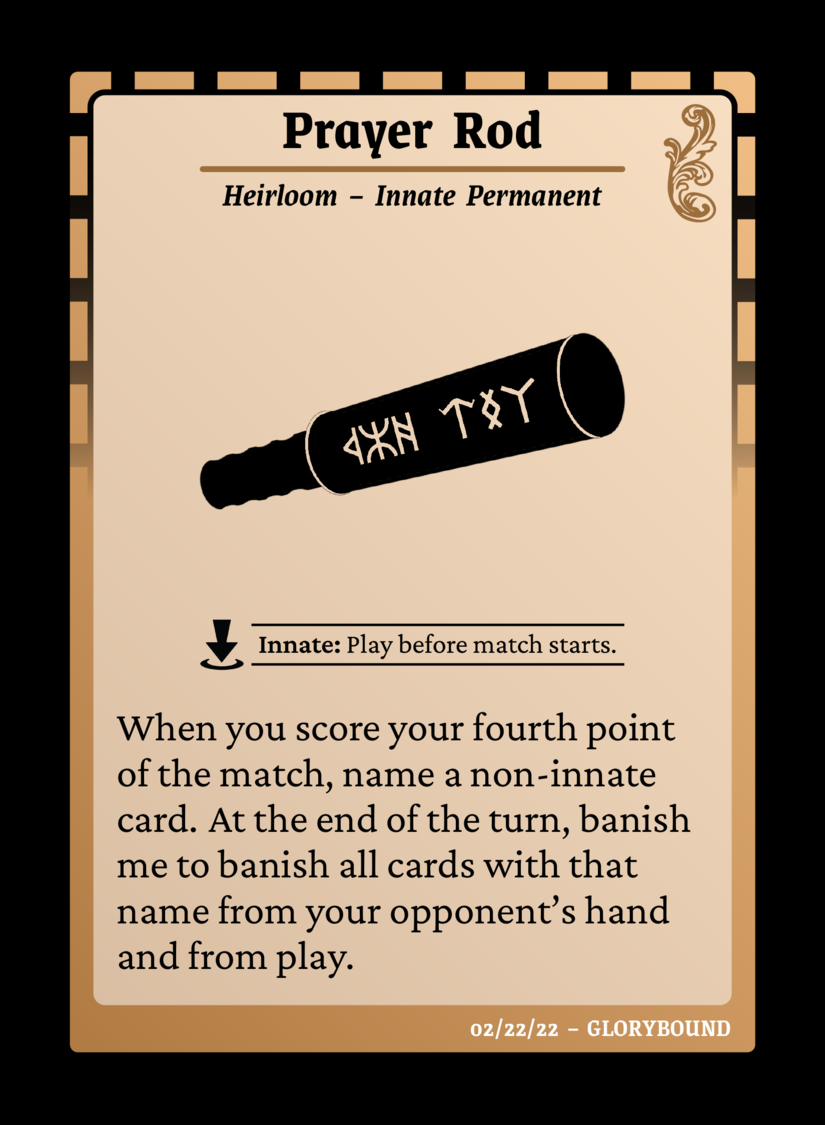 Prayer Rod
Heirloom – Innate Permanent
Innate: Play before match starts.
When you score your fourth point
of the match, name a non-innate
card. At the end of the turn, banish
me to banish all cards with that
name from your opponent’s hand
and from play.
02/22/22 – GLORYBOUND